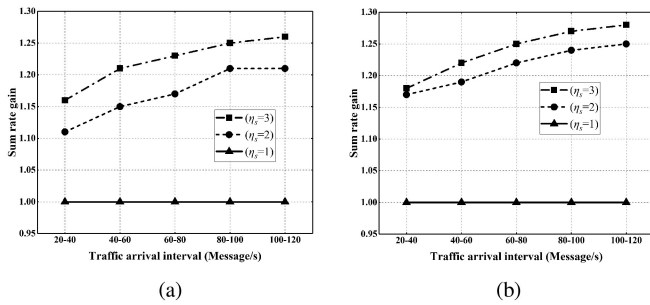 1.30
1.25
1.20
1.15
1.10
1.05
1.00
0.95
Sum rate gain
(ηs=3)
(ηs=2)
(ηs=1)
20-40 40-60 60-80 80-100 100-120
Traffic arrival interval (Message/s)
(a)
1.30
1.25
1.20
1.15
1.10
1.05
1.00
0.95
Sum rate gain
(ηs=3)
(ηs=2)
(ηs=1)
20-40 40-60 60-80 80-100 100-120
Traffic arrival interval (Message/s)
(b)